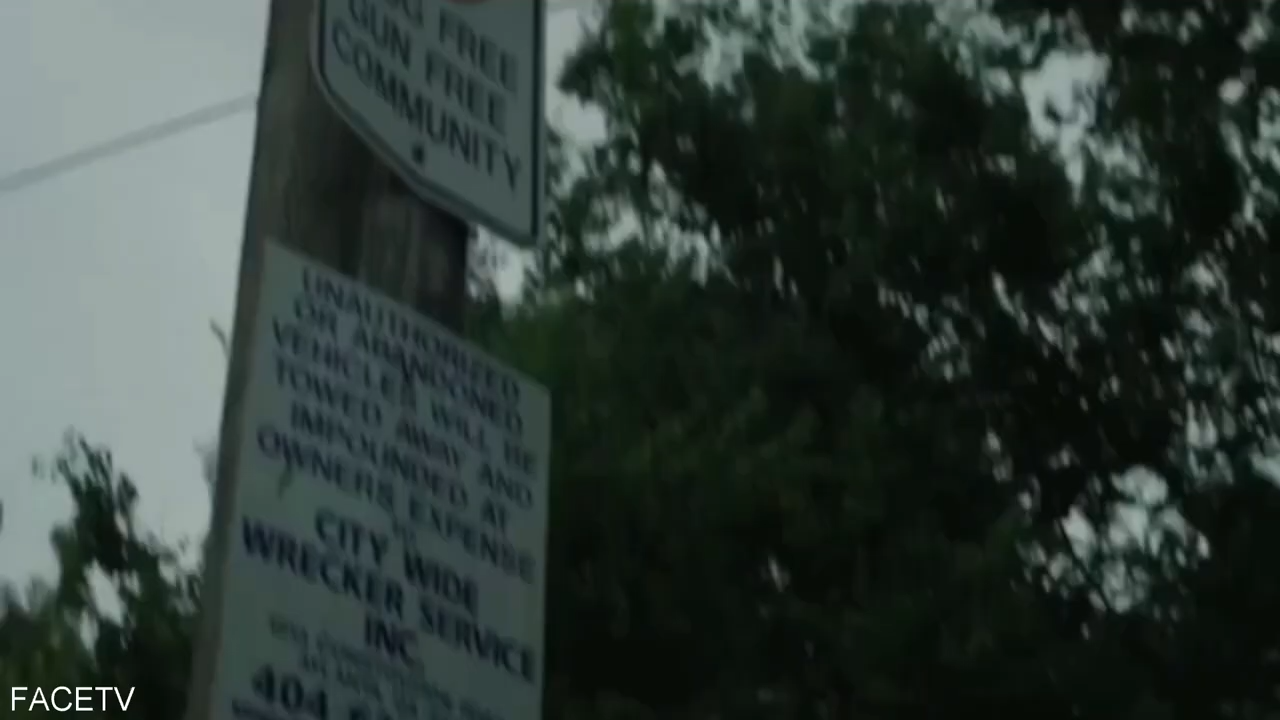 FREE
GUN FREE
COMMUNITY
UNAUTHORIZED
OR ABANDONED
VEHICLES WILL BE
TOWED AWAY AND
IMPOUNDED AT
OWNERS EXPENSE
CITY WIDE
WRECKER SERVICE
INC
404
FACETV